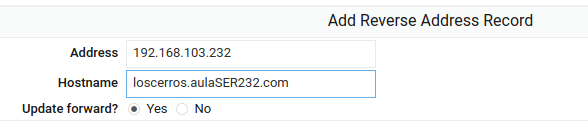 Add Reverse Address Record
Address 192.168.103.232
Hostname loscerros.aulaSER232.com
Update forward? Yes No